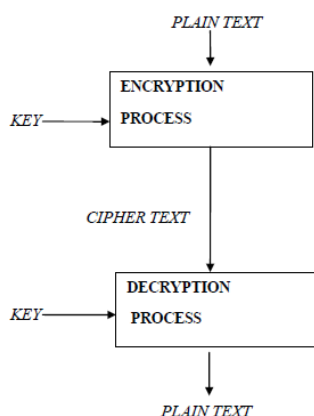 PLAIN TEXT
ENCRYPTION
KEY PROCESS
CIPHER TEXT
DECRYPTION
KEY PROCESS
PLAIN TEXT